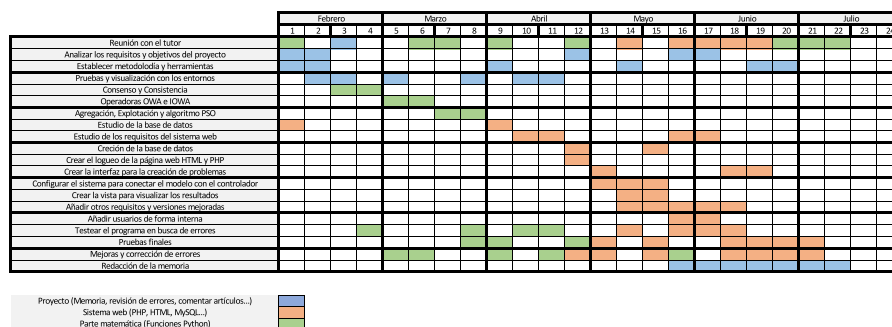 Febrero Marzo Abril Mayo Junio Julio
1 2 3 4 5 6 7 8 9 10 11 12 13 14 15 16 17 18 19 20 21 22 23 24
Reunión con el tutor
Analizar los requisitos y objetivos del proyecto
Establecer metodolodía y herramientas
Pruebas y visualización con los entornos
Consenso y Consistencia
Operadoras OWA e IOWA
Agregación, Explotación y algoritmo PSO
Estudio de la base de datos
Estudio de los requisitos del sistema web
Creción de la base de datos
Crear el logueo de la página web HTML y PHP
Crear la interfaz para la creación de problemas
Configurar el sistema para conectar el modelo con el controlador
Crear la vista para visualizar los resultados
Añadir otros requisitos y versiones mejoradas
Añadir usuarios de forma interna
Testear el programa en busca de errores
Pruebas finales
Mejoras y corrección de errores
Redacción de la memoria
Proyecto (Memoria, revisión de errores, comentar artículos...)
Sistema web (PHP, HTML, MySQL...)
Parte matemática (Funciones Python)